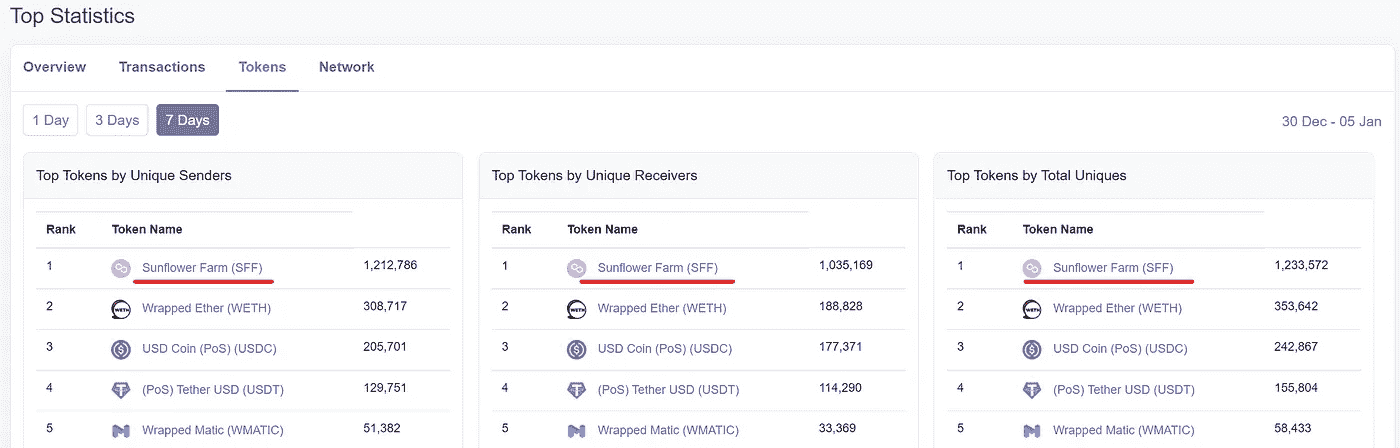 Top Statistics
Overview Transactions Tokens Network
1 Day 3 Days 7 Days 30 Dec - 05 Jan
Top Tokens by Unique Senders
Rank Token Name
1 Sunflower Farm (SFF) 1,212,786
2 WETH Wrapped Ether (WETH) 308,717
3 USD Coin (PoS) (USDC) 205,701
4 (PoS) Tether USD (USDT) 129,751
5 Wrapped Matic (WMATIC) 51,382
Top Tokens by Unique Receivers
Rank Token Name
1 Sunflower Farm (SFF) 1,035,169
2 WETH Wrapped Ether (WETH) 188,828
3 USD Coin (PoS) (USDC) 177,371
4 (PoS) Tether USD (USDT) 114,290
5 Wrapped Matic (WMATIC) 33,369
Top Tokens by Total Uniques
Rank Token Name
1 Sunflower Farm (SFF) 1,233,572
2 WETH Wrapped Ether (WETH) 353,642
3 USD Coin (PoS) (USDC) 242,867
4 (PoS) Tether USD (USDT) 155,804
5 Wrapped Matic (WMATIC) 58,433